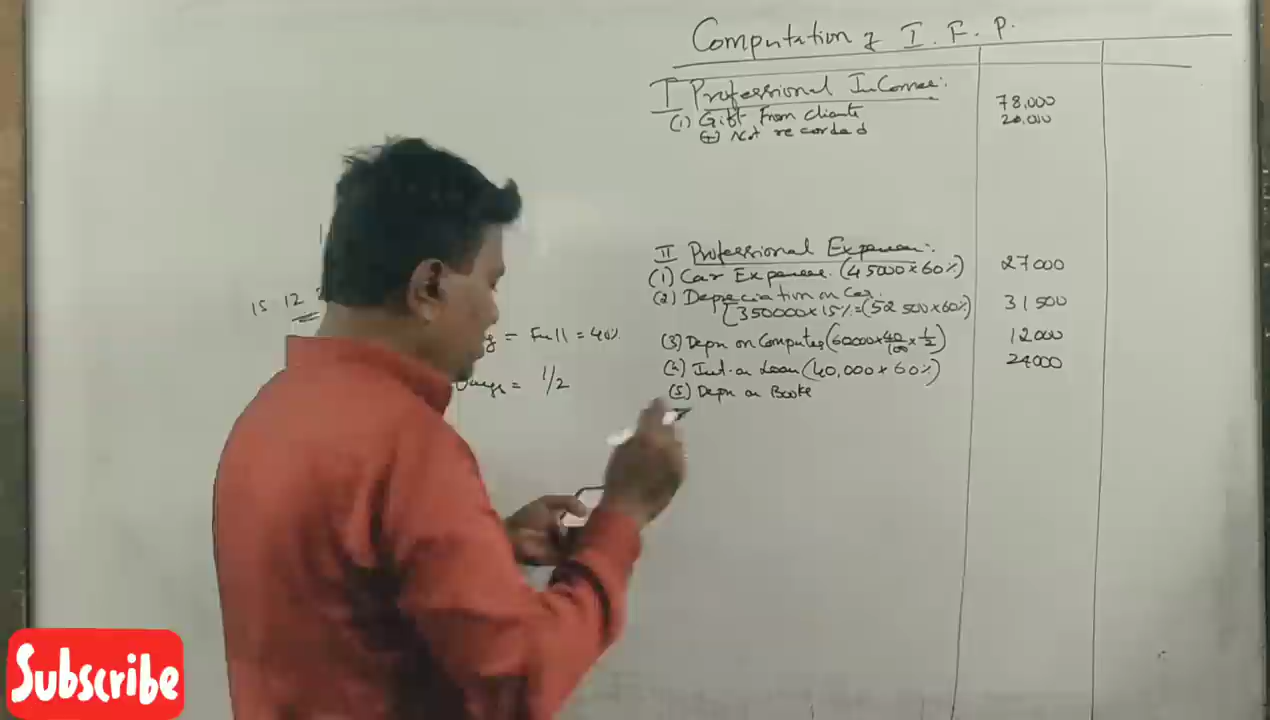 Computation of I. F. P.
I Professional Income:
(1) Gift From clients 78,000
(+) Not recorded 20,000
II Professional Expenses:
(1) Car Expenses (45000×60%) 27000
(2) Depreciation on Car
[350000×15%=(52500×60%) 31500
(3) Depn on Computer (60000×40/100×1/2) 12000
(4) Int. on Loan (40,000×60%) 24000
(5) Depn on Books
15 12
= Full = 40%
= 1/2
Subscribe